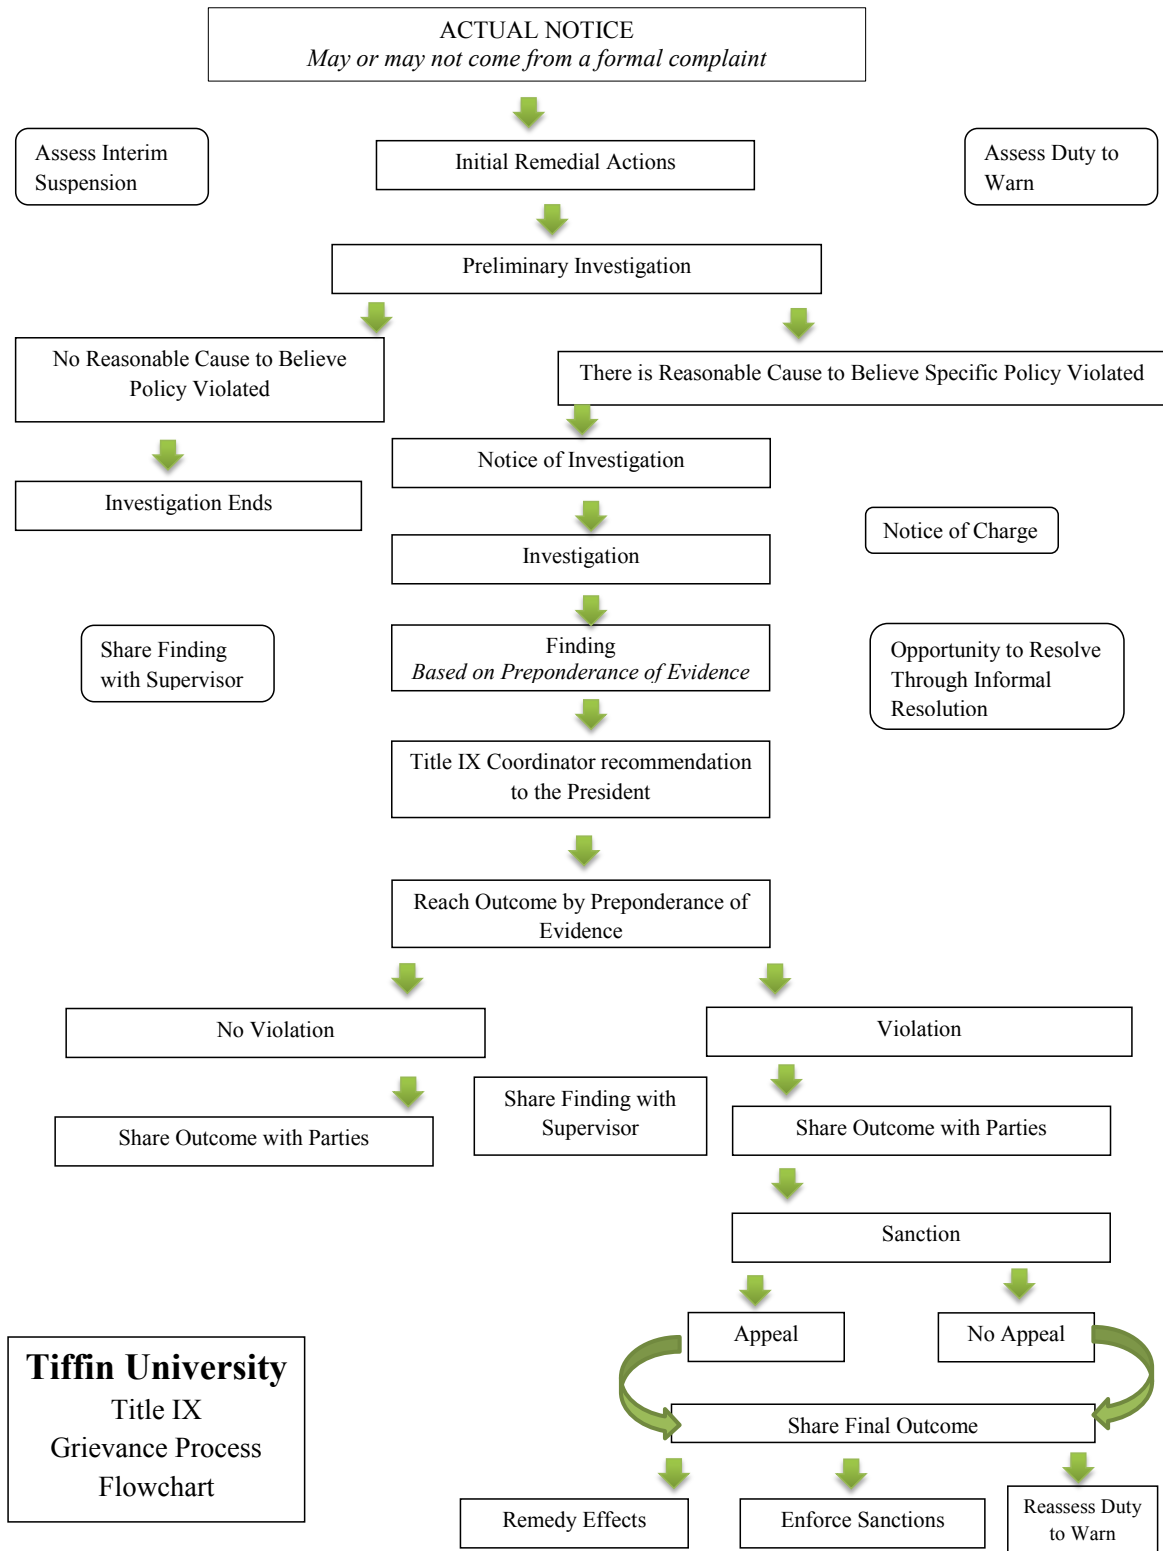 ACTUAL NOTICE
May or may not come from a formal complaint
Assess Interim
Suspension
Initial Remedial Actions
Assess Duty to
Warn
Preliminary Investigation
No Reasonable Cause to Believe
Policy Violated
There is Reasonable Cause to Believe Specific Policy Violated
Notice of Investigation
Investigation Ends
Notice of Charge
Investigation
Share Finding
with Supervisor
Finding
Based on Preponderance of Evidence
Opportunity to Resolve
Through Informal
Resolution
Title IX Coordinator recommendation
to the President
Reach Outcome by Preponderance of
Evidence
No Violation
Violation
Share Finding with
Supervisor
Share Outcome with Parties
Share Outcome with Parties
Sanction
Appeal
No Appeal
Tiffin University
Title IX
Grievance Process
Flowchart
Share Final Outcome
Remedy Effects
Enforce Sanctions
Reassess Duty
to Warn